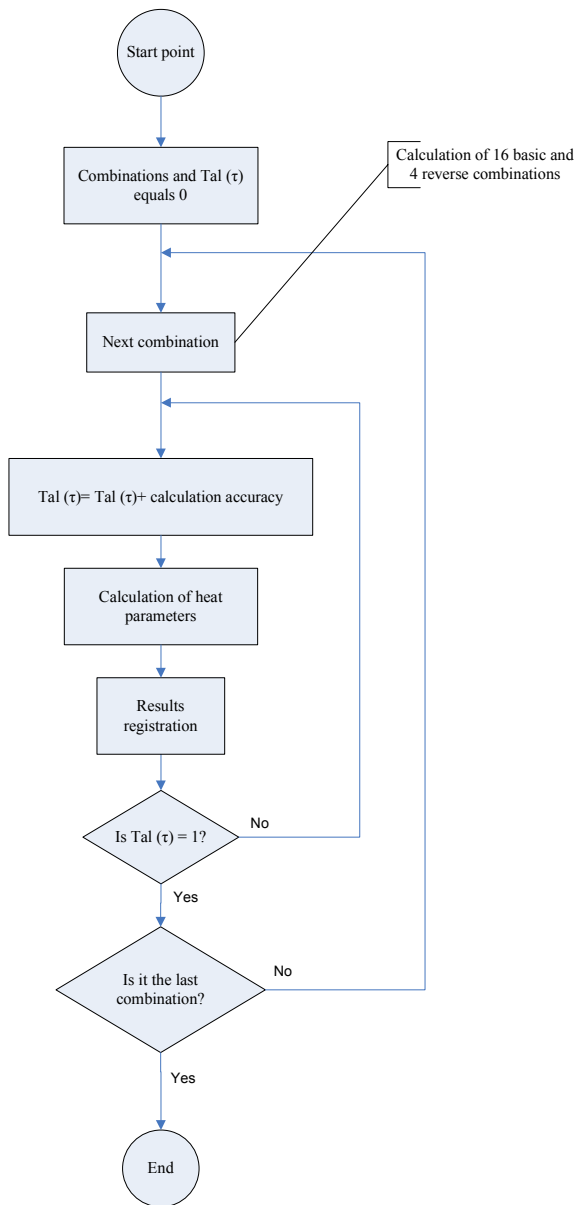 Start point
Combinations and Tal (τ)
equals 0
Calculation of 16 basic and
4 reverse combinations
Next combination
Tal (τ)= Tal (τ)+ calculation accuracy
Calculation of heat
parameters
Results
registration
Is Tal (τ) = 1?
No
Yes
Is it the last
combination?
No
Yes
End